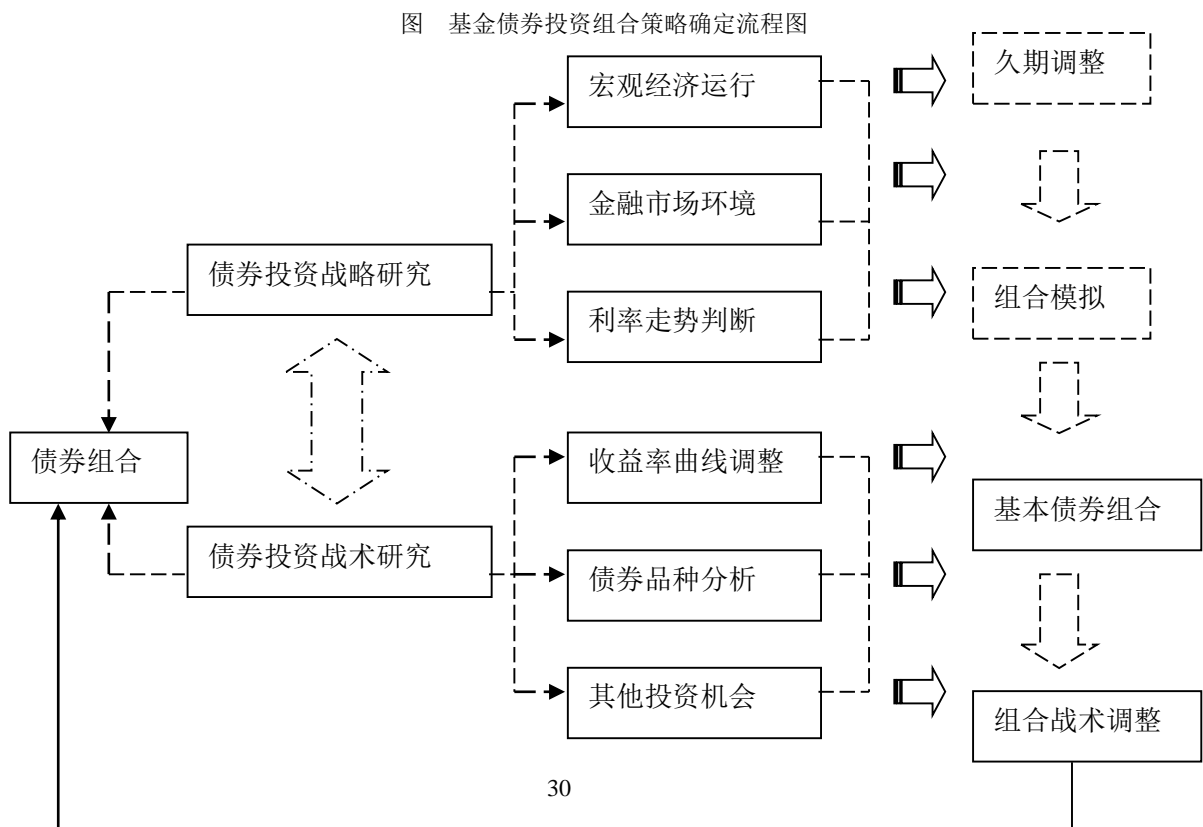 图 基金债券投资组合策略确定流程图
宏观经济运行
久期调整
金融市场环境
债券投资战略研究
利率走势判断
组合模拟
债券组合
收益率曲线调整
基本债券组合
债券投资战术研究
债券品种分析
其他投资机会
组合战术调整
30